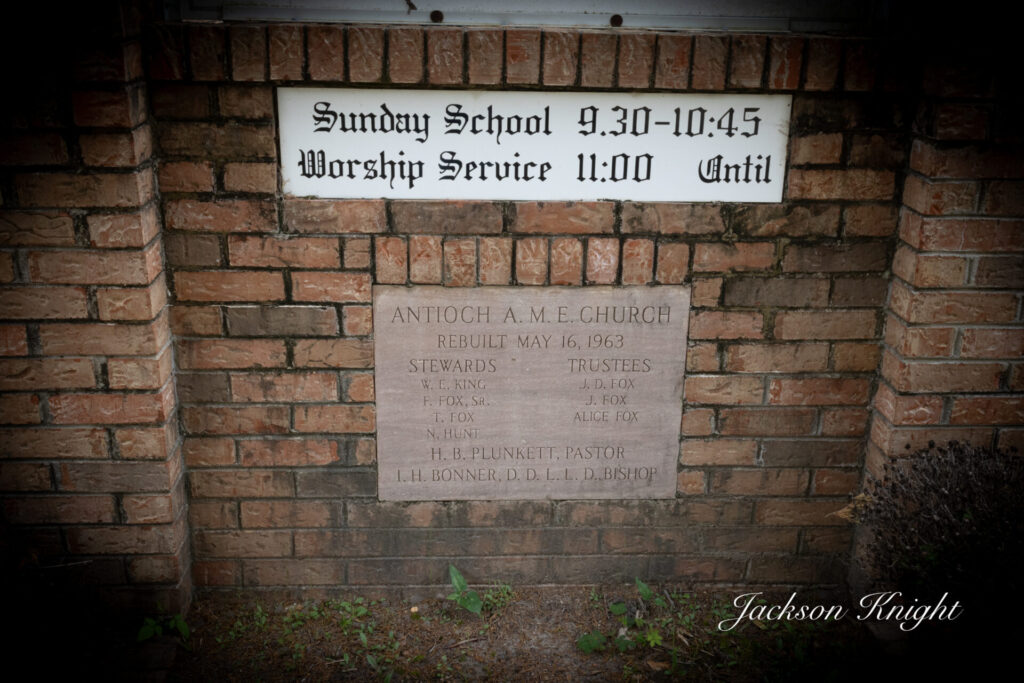 Sunday School 9.30-10:45
Worship Service 11:00 Until
ANTIOCH A. M. E. CHURCH
REBUILT MAY 16, 1963
STEWARDS TRUSTEES
W. E. KING J. D. FOX
F. FOX, SR. J. FOX
T. FOX ALICE FOX
N. HUNT
H. B. PLUNKETT, PASTOR
I. H. BONNER, D. D. L. L. D., BISHOP
Jackson Knight